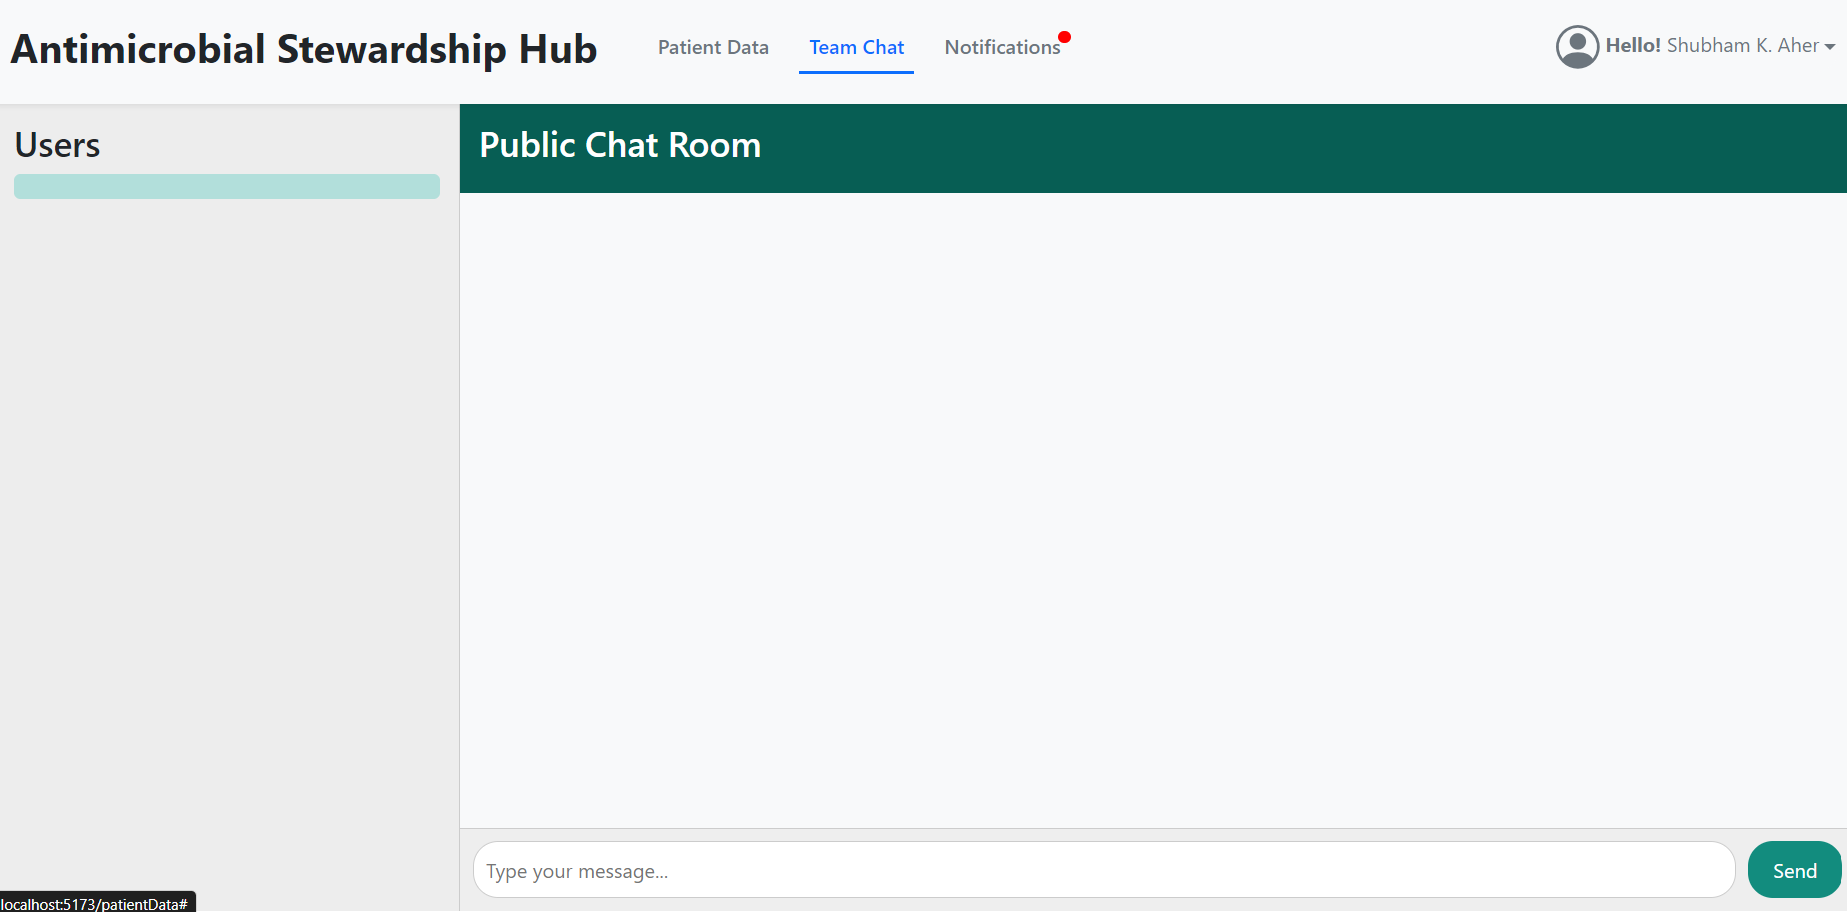 Antimicrobial Stewardship Hub
Patient Data
Team Chat
Notifications
Hello! Shubham K. Aher
Users
Public Chat Room
Type your message...
Send
localhost:5173/patientData#